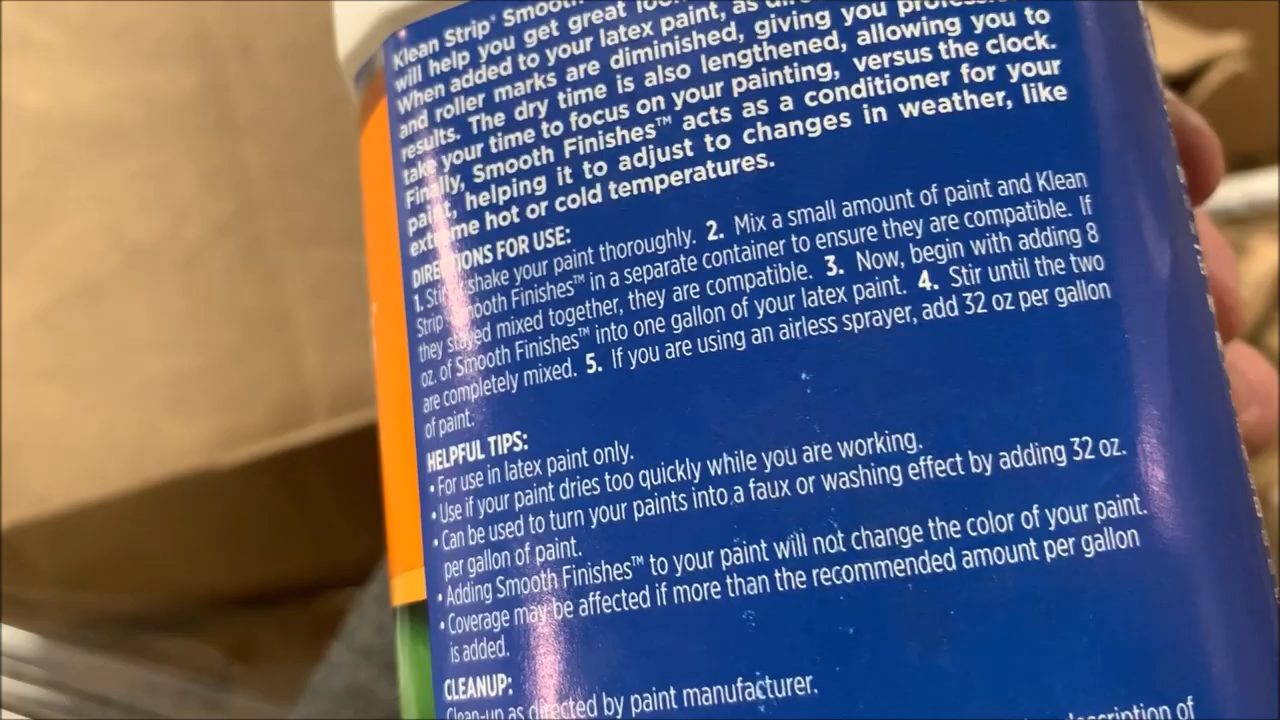 Klean Strip® Smooth
will help you get great
When added to your latex paint, as
and roller marks are diminished, giving you
results. The dry time is also lengthened, allowing you to
take your time to focus on your painting, versus the clock.
Finally, Smooth Finishes™ acts as a conditioner for your
paint, helping it to adjust to changes in weather, like
extreme hot or cold temperatures.
DIRECTIONS FOR USE:
1. shake your paint thoroughly. 2. Mix a small amount of paint and Klean
Strip Smooth Finishes™ in a separate container to ensure they are compatible. If
they stayed mixed together, they are compatible. 3. Now, begin with adding 8
oz. of Smooth Finishes™ into one gallon of your latex paint. 4. Stir until the two
are completely mixed. 5. If you are using an airless sprayer, add 32 oz per gallon
of paint.
HELPFUL TIPS:
• For use in latex paint only.
• Use if your paint dries too quickly while you are working.
• Can be used to turn your paints into a faux or washing effect by adding 32 oz.
per gallon of paint.
• Adding Smooth Finishes™ to your paint will not change the color of your paint.
• Coverage may be affected if more than the recommended amount per gallon
is added.
CLEANUP:
Clean-up as directed by paint manufacturer.
description of